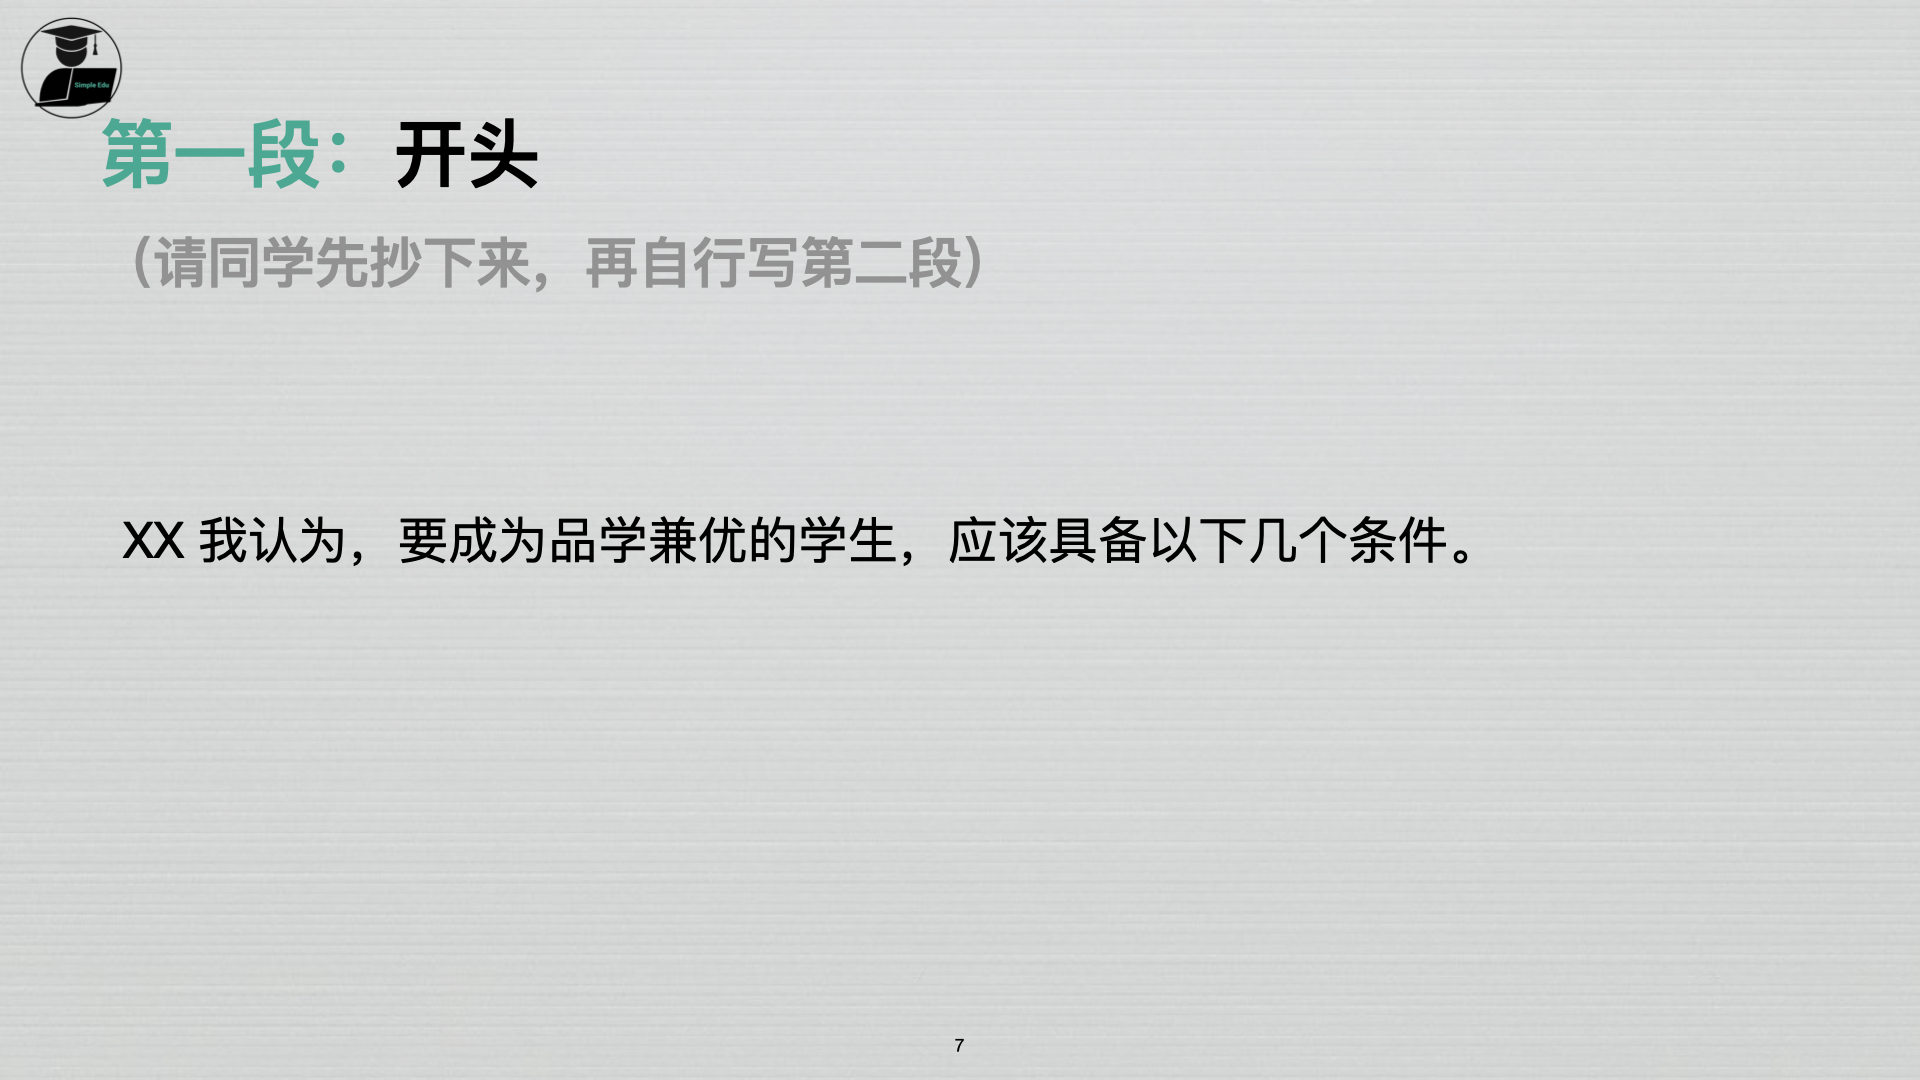 Simple Edu
第一段：开头
（请同学先抄下来，再自行写第二段）
XX 我认为，要成为品学兼优的学生，应该具备以下几个条件。
7